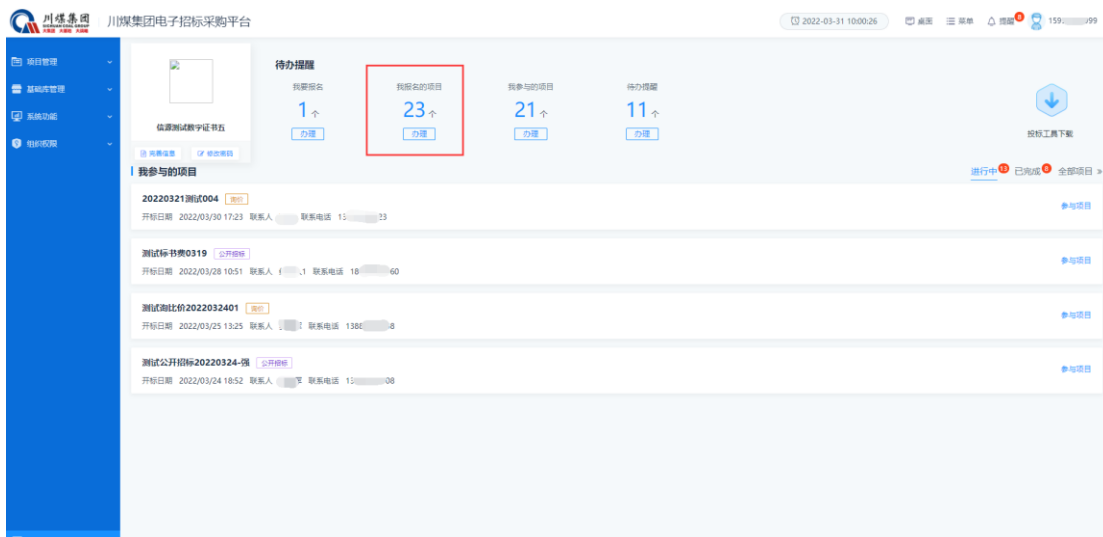 川煤集团
SICHUAN COAL GROUP
川煤集团电子招标采购平台
2022-03-31 10:00:26 桌面 菜单 提醒 8 159 99
项目管理
基础库管理
系统功能
组织权限
信源测试数字证书五
完善信息 修改密码
待办提醒
我要报名 我报名的项目 我参与的项目 待办提醒
1个 23个 21个 11个
办理 办理 办理 办理
投标工具下载
我参与的项目
进行中 13 已完成 8 全部项目 »
20220321测试004 询价
开标日期 2022/03/30 17:23 联系人 联系电话 23
参与项目
测试标书费0319 公开招标
开标日期 2022/03/28 10:51 联系人 联系电话 18 60
参与项目
测试询比价2022032401 询价
开标日期 2022/03/25 13:25 联系人 联系电话 138 8
参与项目
测试公开招标20220324-强 公开招标
开标日期 2022/03/24 18:52 联系人 联系电话 08
参与项目